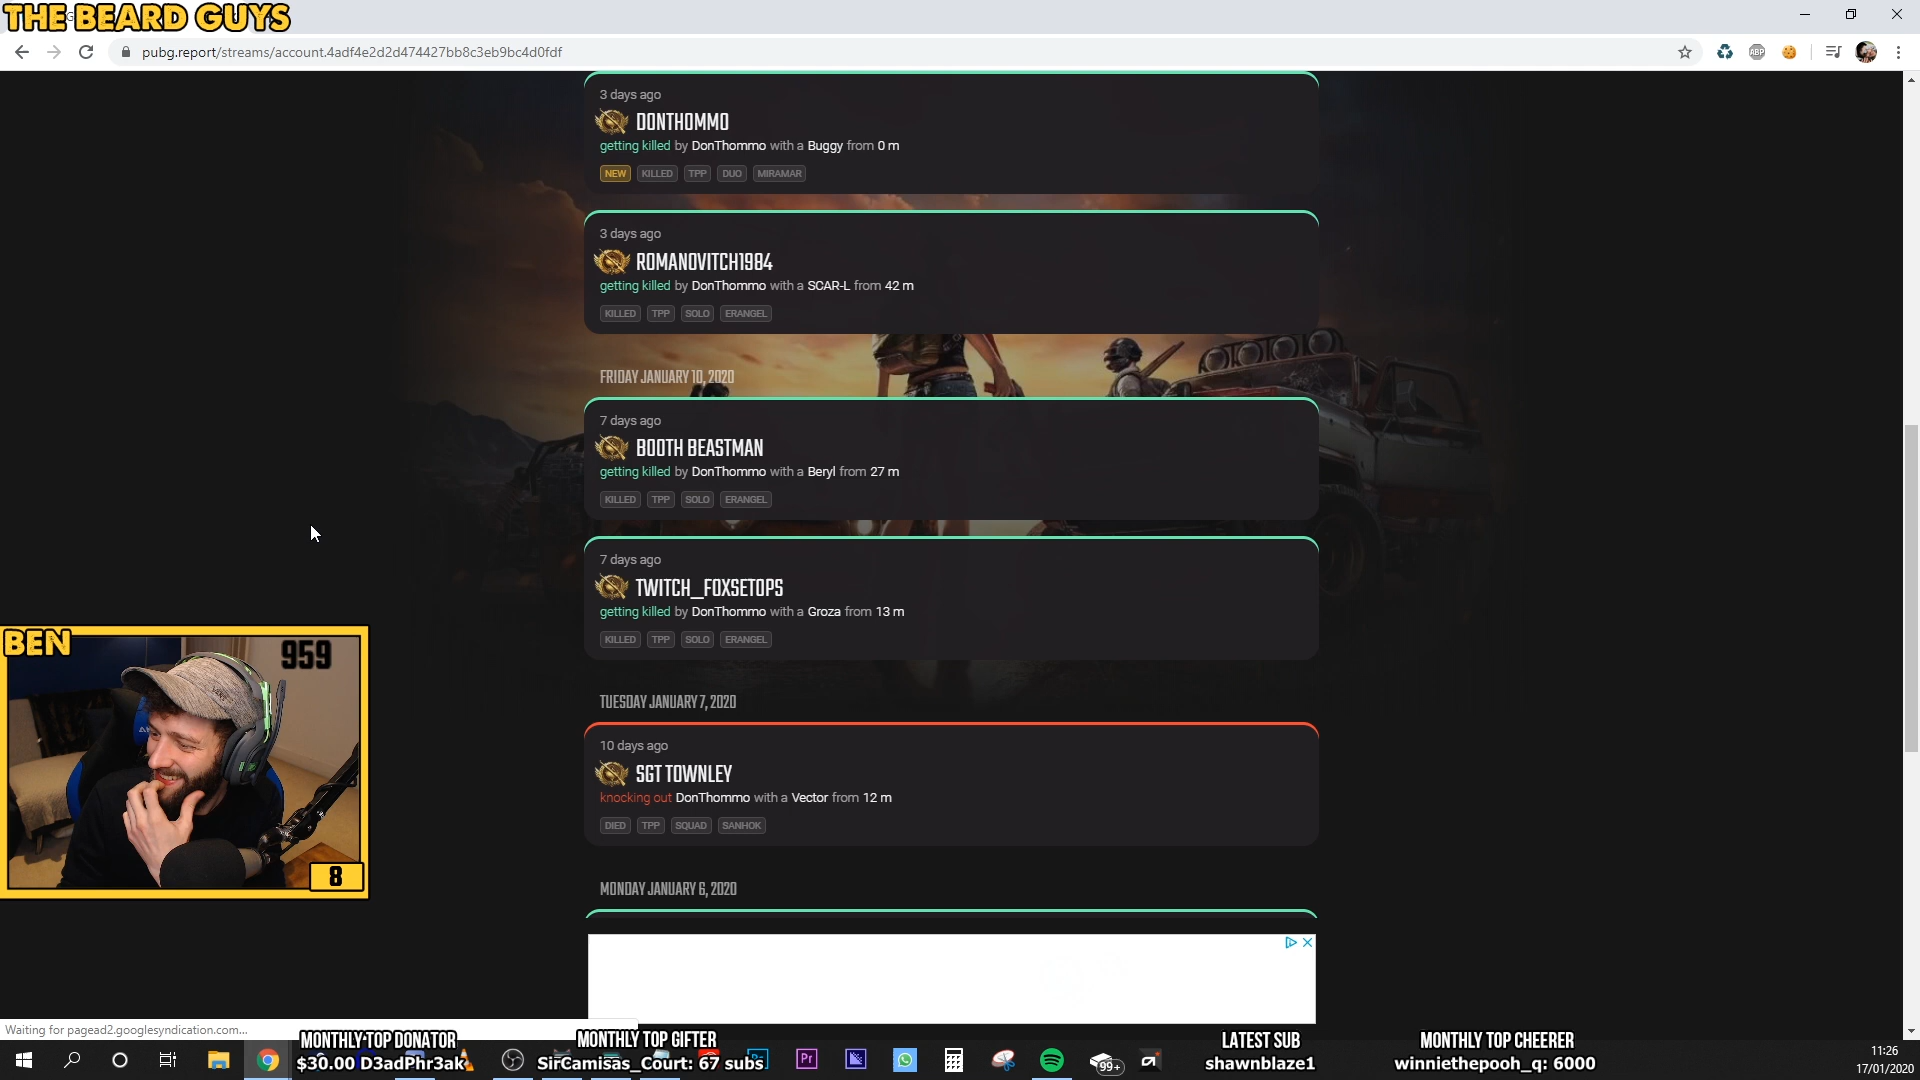 THE BEARD GUYS
pubg.report/streams/account.4adf4e2d2d474427bb8c3eb9bc4d0fdf
ABP
3 days ago
DONTHOMMO
getting killed by DonThommo with a Buggy from 0 m
NEW KILLED TPP DUO MIRAMAR
3 days ago
ROMANOVITCH1984
getting killed by DonThommo with a SCAR-L from 42 m
KILLED TPP SOLO ERANGEL
FRIDAY JANUARY 10, 2020
7 days ago
BOOTH BEASTMAN
getting killed by DonThommo with a Beryl from 27 m
KILLED TPP SOLO ERANGEL
7 days ago
TWITCH_FOXSETOPS
getting killed by DonThommo with a Groza from 13 m
KILLED TPP SOLO ERANGEL
TUESDAY JANUARY 7, 2020
10 days ago
SGT TOWNLEY
knocking out DonThommo with a Vector from 12 m
DIED TPP SQUAD SANHOK
MONDAY JANUARY 6, 2020
BEN
959
8
Waiting for pagead2.googlesyndication.com...
MONTHLY TOP DONATOR
$30.00 D3adPhr3ak
MONTHLY TOP GIFTER
SirCamisas_Court: 67 subs
Pr
99+
LATEST SUB
shawnblaze1
MONTHLY TOP CHEERER
winniethepooh_q: 6000
11:26
17/01/2020